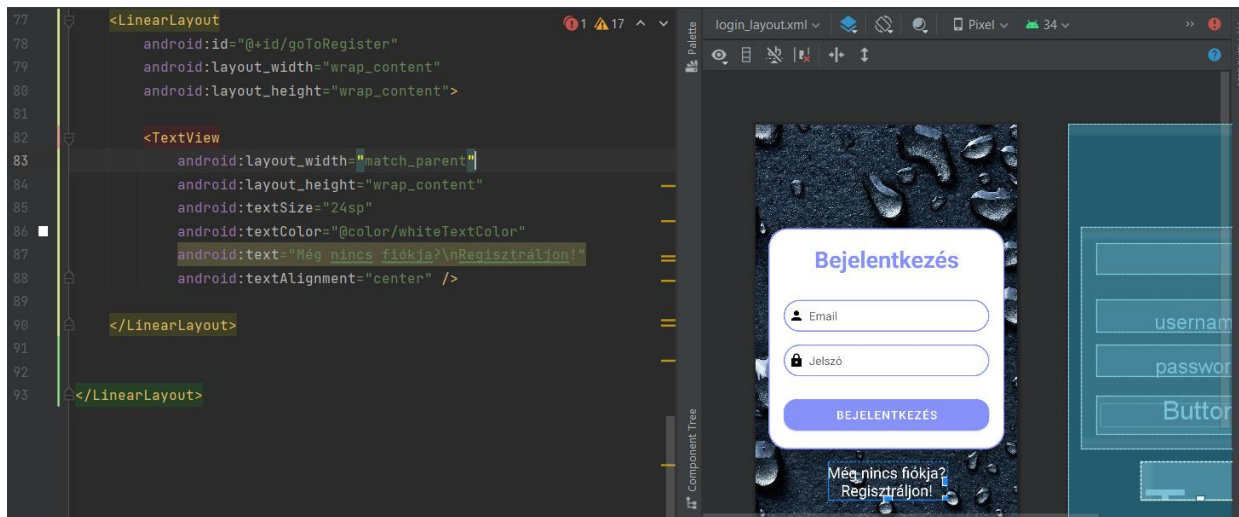 77 <LinearLayout
1 17
78 android:id="@+id/goToRegister"
79 android:layout_width="wrap_content"
80 android:layout_height="wrap_content">
81
82 <TextView
83 android:layout_width="match_parent"
84 android:layout_height="wrap_content"
85 android:textSize="24sp"
86 android:textColor="@color/whiteTextColor"
87 android:text="Még nincs fiókja?\nRegisztráljon!"
88 android:textAlignment="center" />
89
90 </LinearLayout>
91
92
93 </LinearLayout>
Palette
Component Tree
login_layout.xml Pixel 34
Bejelentkezés
Email
Jelszó
BEJELENTKEZÉS
Még nincs fiókja?
Regisztráljon!
usernam
passwor
Button